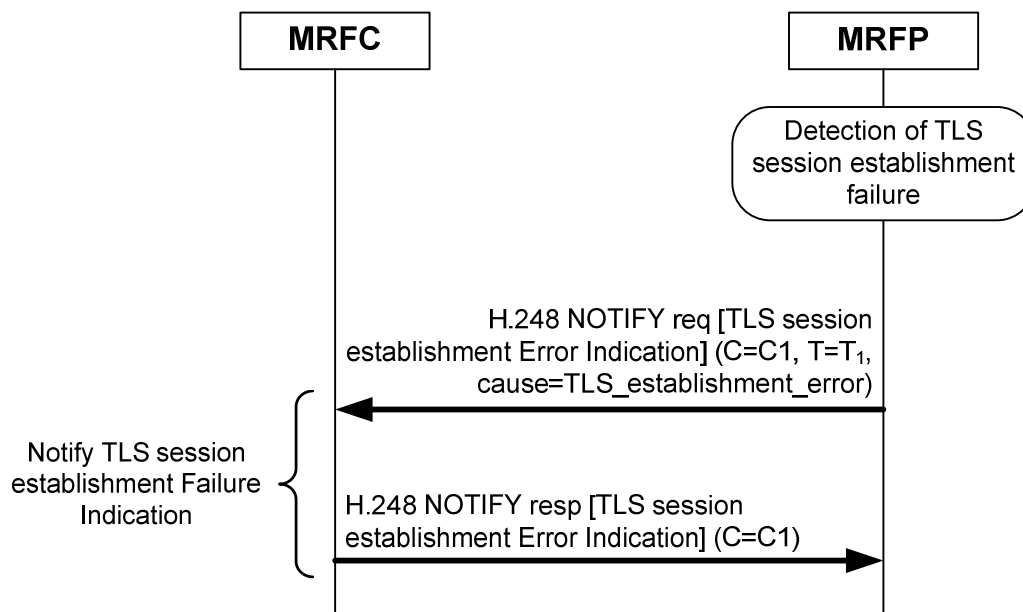 MRFC
MRFP
Detection of TLS
session establishment
failure
H.248 NOTIFY req [TLS session
establishment Error Indication] (C=C1, T=T₁,
cause=TLS_establishment_error)
Notify TLS session
establishment Failure
Indication
H.248 NOTIFY resp [TLS session
establishment Error Indication] (C=C1)